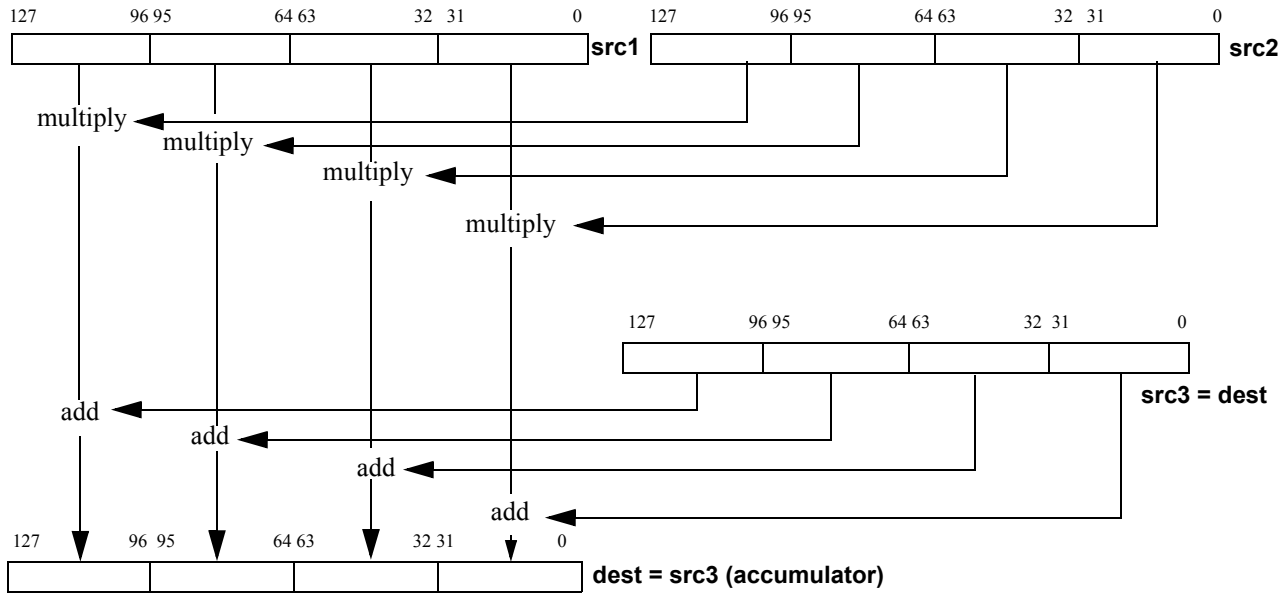 127 96 95 64 63 32 31 0 127 96 95 64 63 32 31 0
src1 src2
multiply
multiply
multiply
multiply
127 96 95 64 63 32 31 0
src3 = dest
add
add
add
add
127 96 95 64 63 32 31 0
dest = src3 (accumulator)